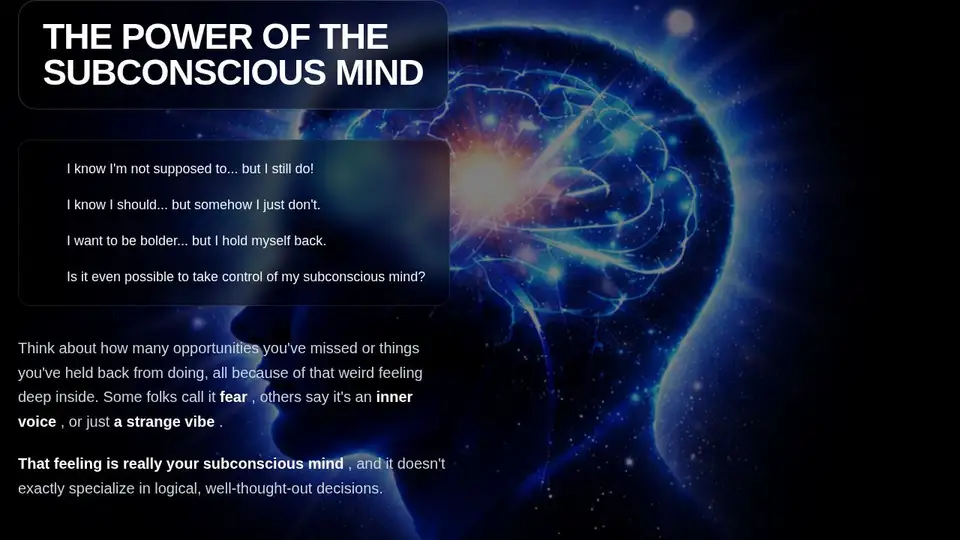 THE POWER OF THE
SUBCONSCIOUS MIND
I know I'm not supposed to... but I still do!
I know I should... but somehow I just don't.
I want to be bolder... but I hold myself back.
Is it even possible to take control of my subconscious mind?
Think about how many opportunities you've missed or things
you've held back from doing, all because of that weird feeling
deep inside. Some folks call it fear , others say it's an inner
voice , or just a strange vibe .
That feeling is really your subconscious mind , and it doesn't
exactly specialize in logical, well-thought-out decisions.